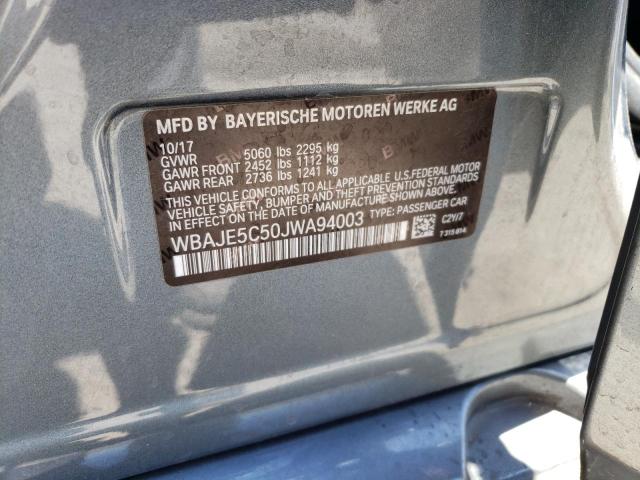 MFD BY BAYERISCHE MOTOREN WERKE AG
10/17
GVWR 5060 lbs 2295 kg
GAWR FRONT 2452 lbs 1112 kg
GAWR REAR 2736 lbs 1241 kg
THIS VEHICLE CONFORMS TO ALL APPLICABLE U.S.FEDERAL MOTOR
VEHICLE SAFETY, BUMPER, AND THEFT PREVENTION STANDARDS
IN EFFECT ON THE DATE OF MANUFACTURE SHOWN ABOVE.
WBAJE5C50JWA94003 TYPE: PASSENGER CAR
C2Y/7
7 315 814